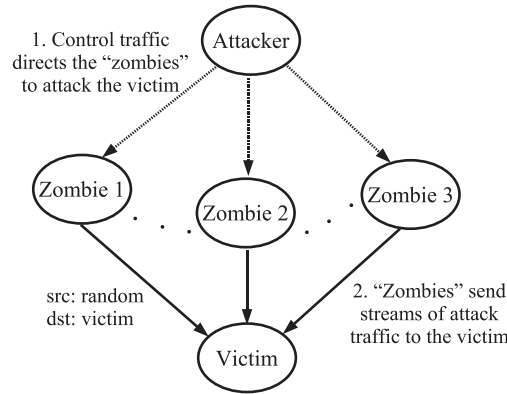 1. Control traffic
directs the “zombies”
to attack the victim
Attacker
Zombie 1
Zombie 2
Zombie 3
src: random
dst: victim
2. “Zombies” send
streams of attack
traffic to the victim
Victim